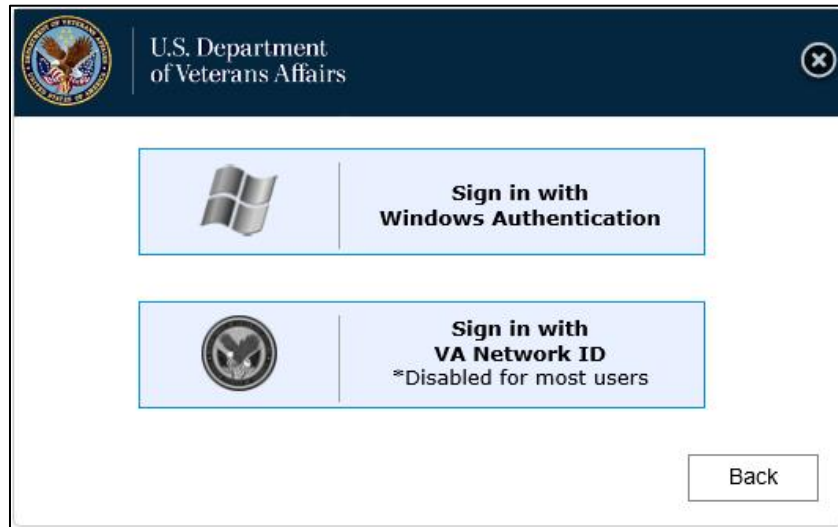 U.S. Department
of Veterans Affairs
Sign in with
Windows Authentication
Sign in with
VA Network ID
*Disabled for most users
Back